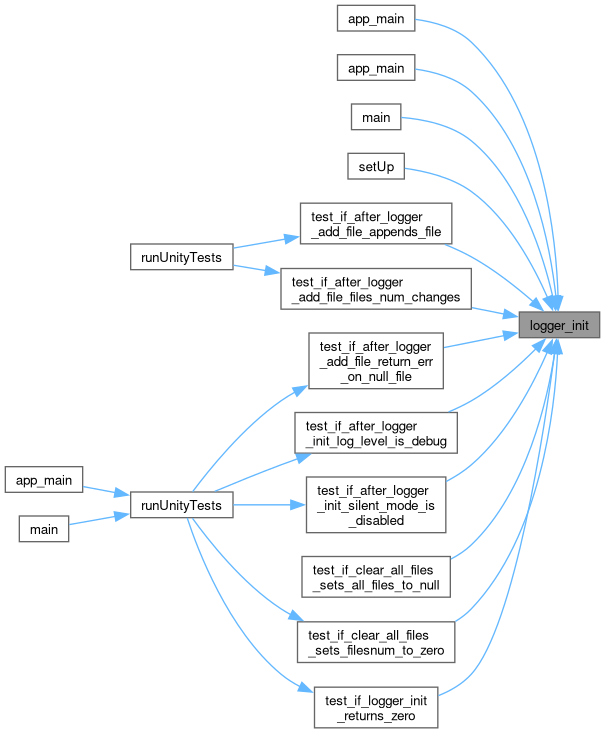 app_main
app_main
main
setUp
test_if_after_logger
_add_file_appends_file
runUnityTests
test_if_after_logger
_add_file_files_num_changes
logger_init
test_if_after_logger
_add_file_return_err
_on_null_file
test_if_after_logger
_init_log_level_is_debug
app_main
runUnityTests
test_if_after_logger
_init_silent_mode_is
_disabled
main
test_if_clear_all_files
_sets_all_files_to_null
test_if_clear_all_files
_sets_filesnum_to_zero
test_if_logger_init
_returns_zero